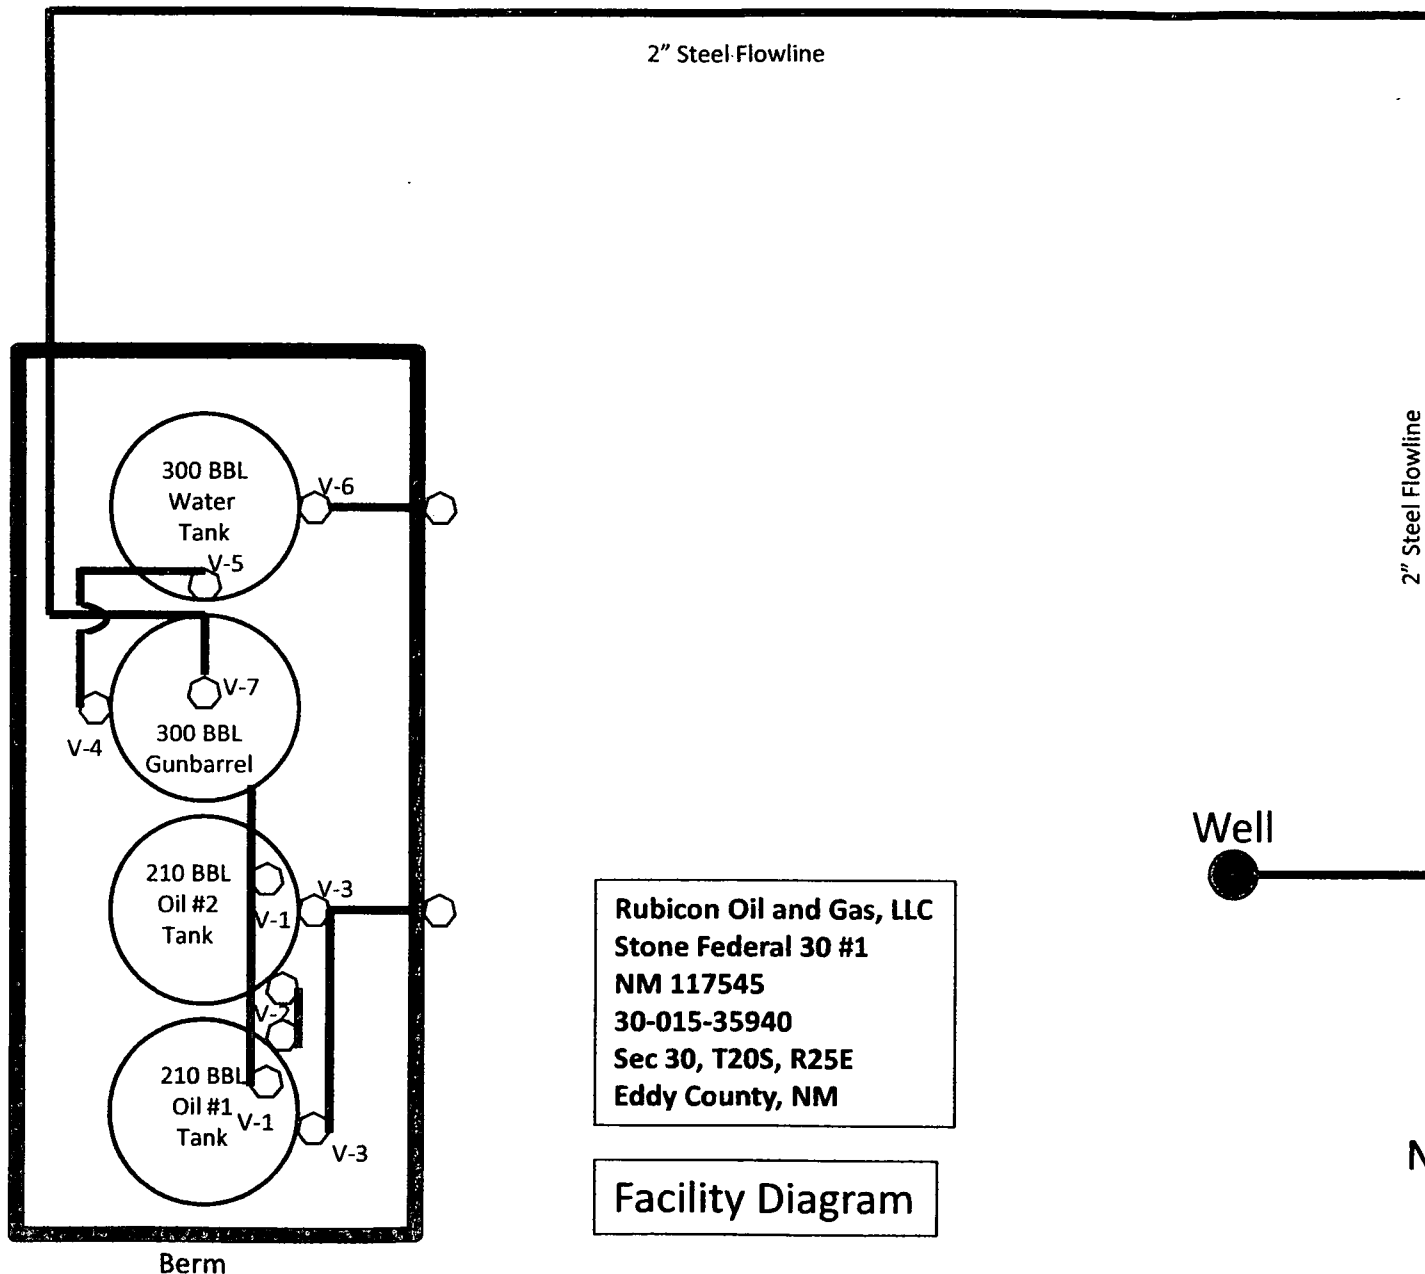 2" Steel Flowline
2" Steel Flowline
300 BBL
Water
Tank
V-6
V-5
V-7
300 BBL
Gunbarrel
V-4
210 BBL
Oil #2
Tank
V-1
V-3
V-2
210 BBL
Oil #1
Tank
V-1
V-3
Berm
Well
Rubicon Oil and Gas, LLC
Stone Federal 30 #1
NM 117545
30-015-35940
Sec 30, T20S, R25E
Eddy County, NM
Facility Diagram
N